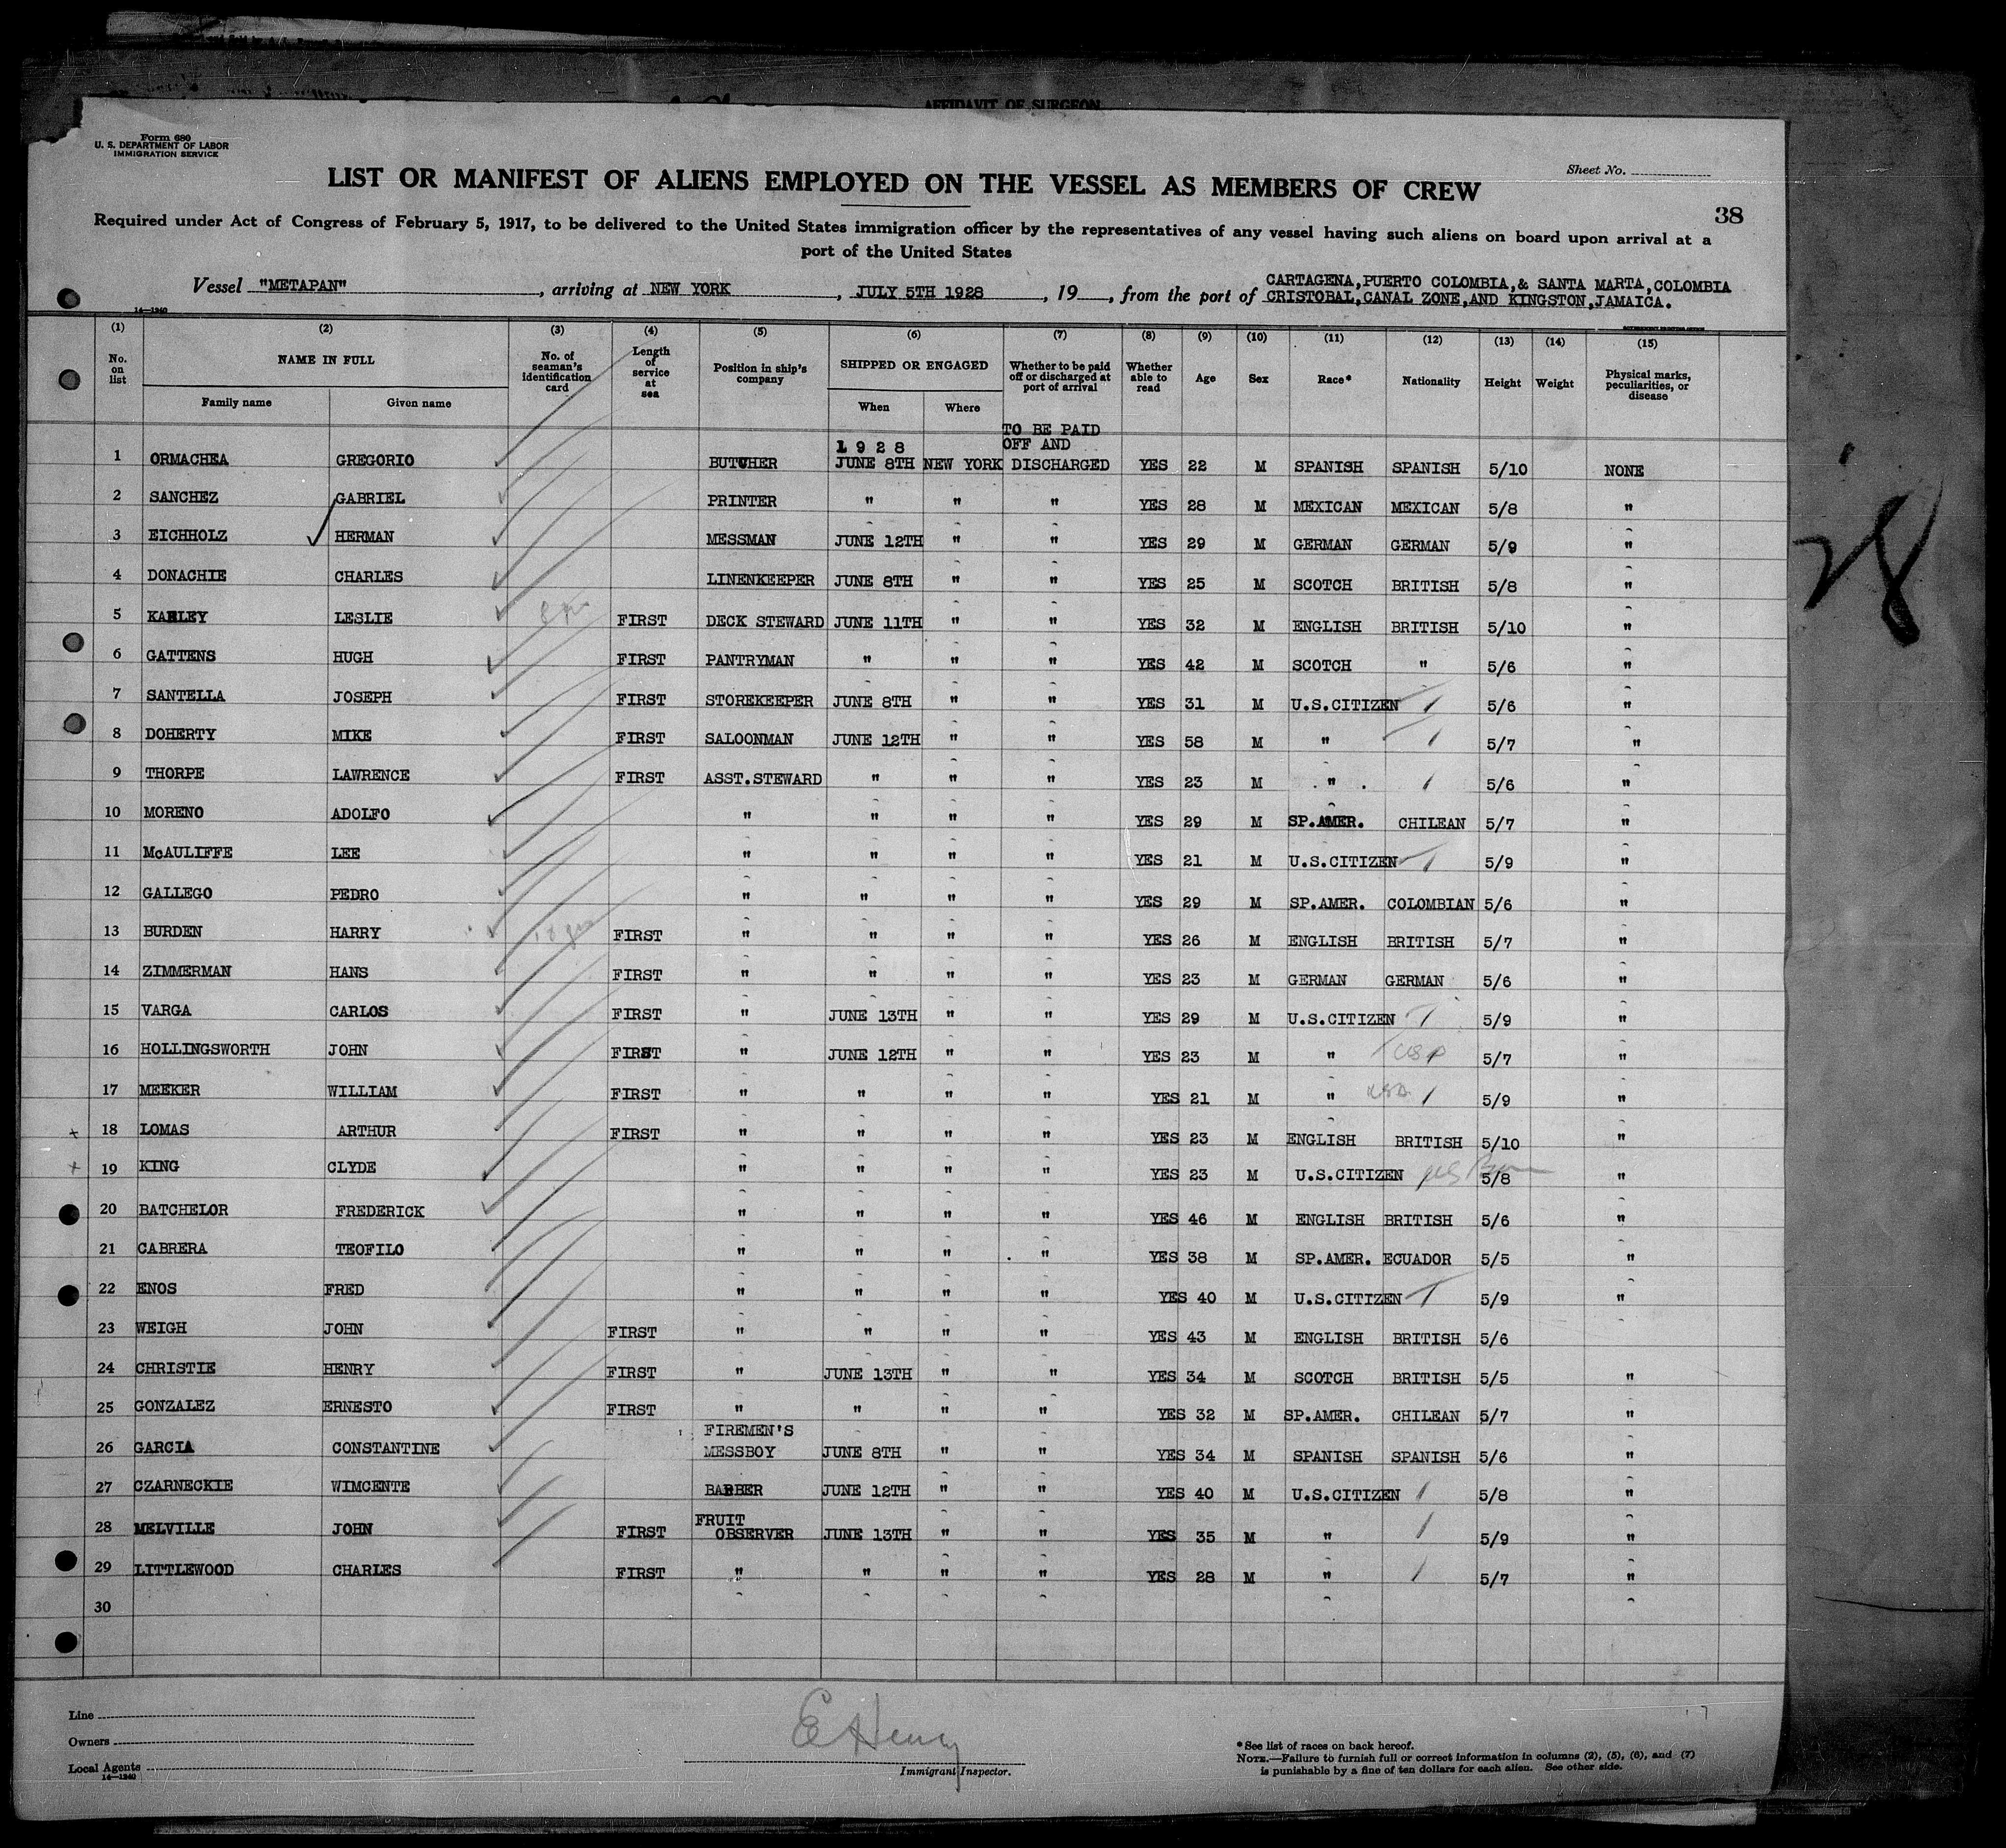 AFFIDAVIT OF SURGEON
Form 680
U. S. DEPARTMENT OF LABOR
IMMIGRATION SERVICE
Sheet No.
LIST OR MANIFEST OF ALIENS EMPLOYED ON THE VESSEL AS MEMBERS OF CREW
38
Required under Act of Congress of February 5, 1917, to be delivered to the United States immigration officer by the representatives of any vessel having such aliens on board upon arrival at a
port of the United States
Vessel "METAPAN", arriving at NEW YORK, JULY 5TH 1928, 19, from the port of CARTAGENA,PUERTO COLOMBIA,& SANTA MARTA,COLOMBIA
CRISTOBAL,CANAL ZONE,AND KINGSTON,JAMAICA.
14—1240
(1) (2) (3) (4) (5) (6) (7) (8) (9) (10) (11) (12) (13) (14) (15)
No. on list NAME IN FULL No. of seaman's identification card Length of service at sea Position in ship's company SHIPPED OR ENGAGED Whether to be paid off or discharged at port of arrival Whether able to read Age Sex Race* Nationality Height Weight Physical marks, peculiarities, or disease
Family name Given name When Where
TO BE PAID
1928 OFF AND
1 ORMACHEA GREGORIO BUTCHER JUNE 8TH NEW YORK DISCHARGED YES 22 M SPANISH SPANISH 5/10 NONE
2 SANCHEZ GABRIEL PRINTER " " " YES 28 M MEXICAN MEXICAN 5/8 "
3 EICHHOLZ HERMAN MESSMAN JUNE 12TH " " YES 29 M GERMAN GERMAN 5/9 "
4 DONACHIE CHARLES LINENKEEPER JUNE 8TH " " YES 25 M SCOTCH BRITISH 5/8 "
5 LESLIE FIRST DECK STEWARD JUNE 11TH " " YES 32 M ENGLISH BRITISH 5/10 "
6 GATTENS HUGH FIRST PANTRYMAN " " " YES 42 M SCOTCH " 5/6 "
7 SANTELLA JOSEPH FIRST STOREKEEPER JUNE 8TH " " YES 31 M U.S.CITIZEN 5/6 "
8 DOHERTY MIKE FIRST SALOONMAN JUNE 12TH " " YES 58 M " 5/7 "
9 THORPE LAWRENCE FIRST ASST.STEWARD " " " YES 23 M " 5/6 "
10 MORENO ADOLFO " " " " YES 29 M SP.AMER. CHILEAN 5/7 "
11 McAULIFFE LEE " " " " YES 21 M U.S.CITIZEN 5/9 "
12 GALLEGO PEDRO " " " " YES 29 M SP.AMER. COLOMBIAN 5/6 "
13 BURDEN HARRY FIRST " " " " YES 26 M ENGLISH BRITISH 5/7 "
14 ZIMMERMAN HANS FIRST " " " " YES 23 M GERMAN GERMAN 5/6 "
15 VARGA CARLOS FIRST " JUNE 13TH " " YES 29 M U.S.CITIZEN 5/9 "
16 HOLLINGSWORTH JOHN FIRST " JUNE 12TH " " YES 23 M " 5/7 "
17 MEEKER WILLIAM FIRST " " " " YES 21 M " 5/9 "
18 LOMAS ARTHUR FIRST " " " " YES 23 M ENGLISH BRITISH 5/10 "
19 KING CLYDE " " " " YES 23 M U.S.CITIZEN 5/8 "
20 BATCHELOR FREDERICK " " " " YES 46 M ENGLISH BRITISH 5/6 "
21 CABRERA TEOFILO " " " " YES 38 M SP.AMER. ECUADOR 5/5 "
22 ENOS FRED " " " " YES 40 M U.S.CITIZEN 5/9 "
23 WEIGH JOHN FIRST " " " " YES 43 M ENGLISH BRITISH 5/6
24 CHRISTIE HENRY FIRST " JUNE 13TH " " YES 34 M SCOTCH BRITISH 5/5 "
25 GONZALEZ ERNESTO FIRST " " " " YES 32 M SP.AMER. CHILEAN 5/7 "
FIREMEN'S
26 GARCIA CONSTANTINE MESSBOY JUNE 8TH " " YES 34 M SPANISH SPANISH 5/6 "
27 CZARNECKIE WIMCENTE BARBER JUNE 12TH " " YES 40 M U.S.CITIZEN 5/8 "
FRUIT
28 MELVILLE JOHN FIRST OBSERVER JUNE 13TH " " YES 35 M " 5/9 "
29 LITTLEWOOD CHARLES FIRST " " " " YES 28 M " 5/7 "
30
28
Line
Owners
Local Agents
14—1240
E Henry
Immigrant Inspector.
*See list of races on back hereof.
NOTE.—Failure to furnish full or correct information in columns (2), (5), (6), and (7)
is punishable by a fine of ten dollars for each alien. See other side.